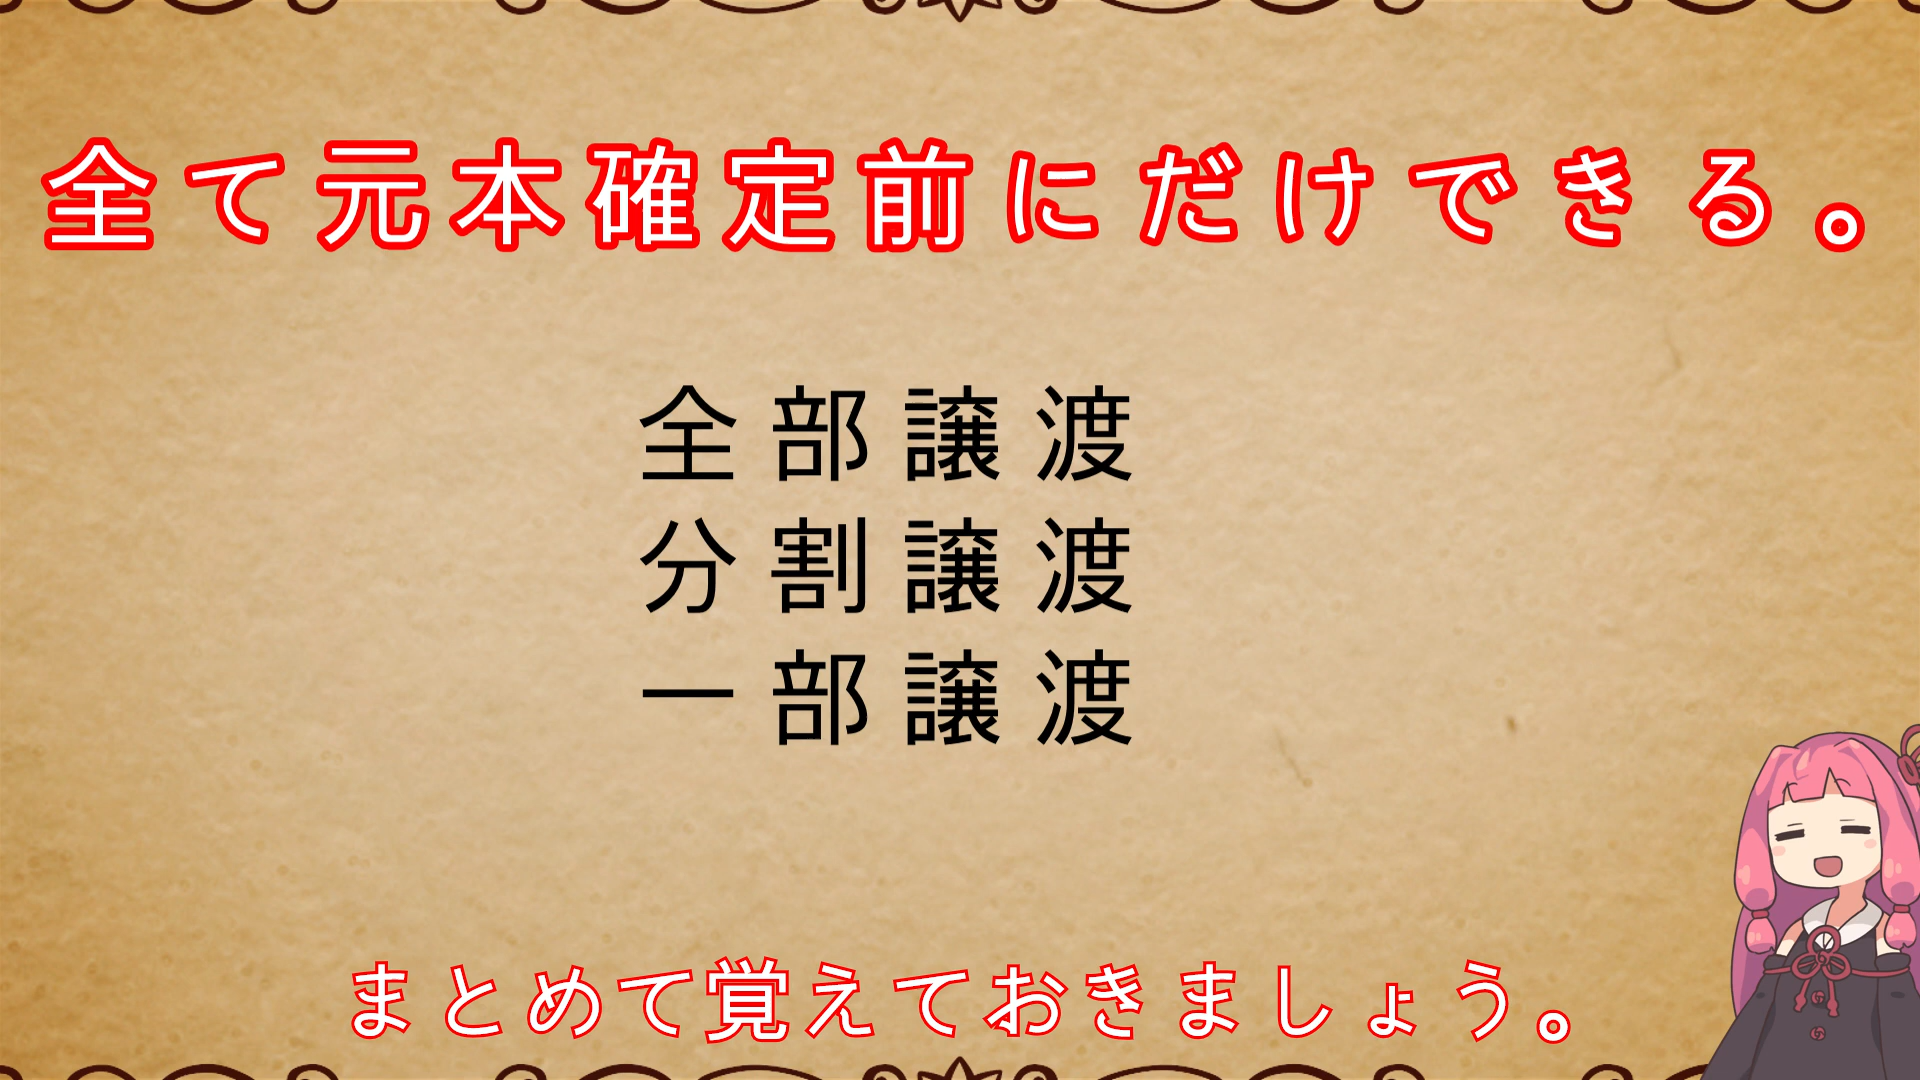 全て元本確定前にだけできる。
全部譲渡
分割譲渡
一部譲渡
まとめて覚えておきましょう。